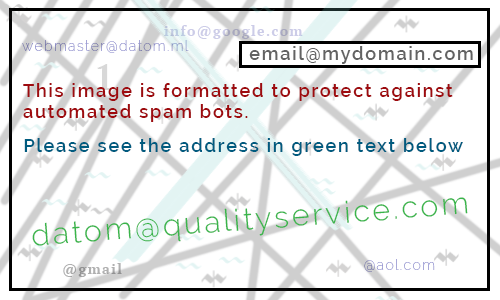 info@google.com
webmaster@datom.ml
email@mydomain.com
1
This image is formatted to protect against
automated spam bots.
Please see the address in green text below
datom@qualityservice.com
@gmail
@aol.com